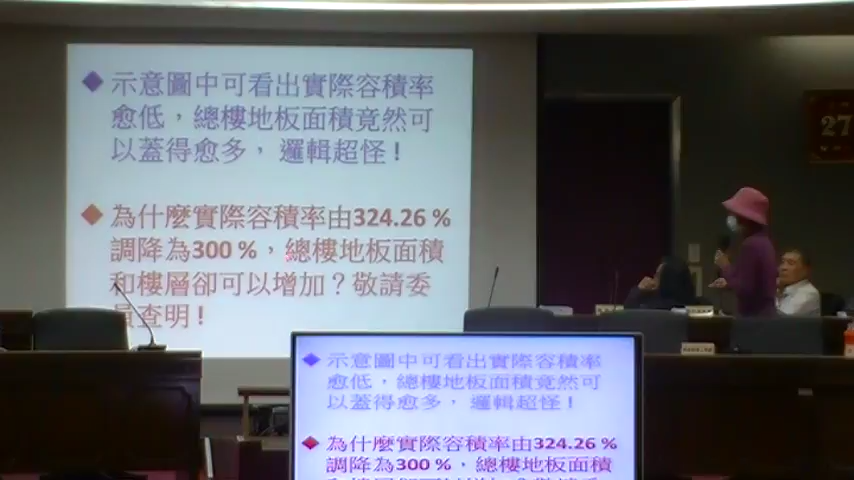 示意圖中可看出實際容積率
愈低，總樓地板面積竟然可
以蓋得愈多， 邏輯超怪!
為什麼實際容積率由324.26 %
調降為300 %，總樓地板面積
和樓層卻可以增加？敬請委
員查明!
27
示意圖中可看出實際容積率
愈低，總樓地板面積竟然可
以蓋得愈多， 邏輯超怪!
為什麼實際容積率由324.26 %
調降為300 %，總樓地板面積